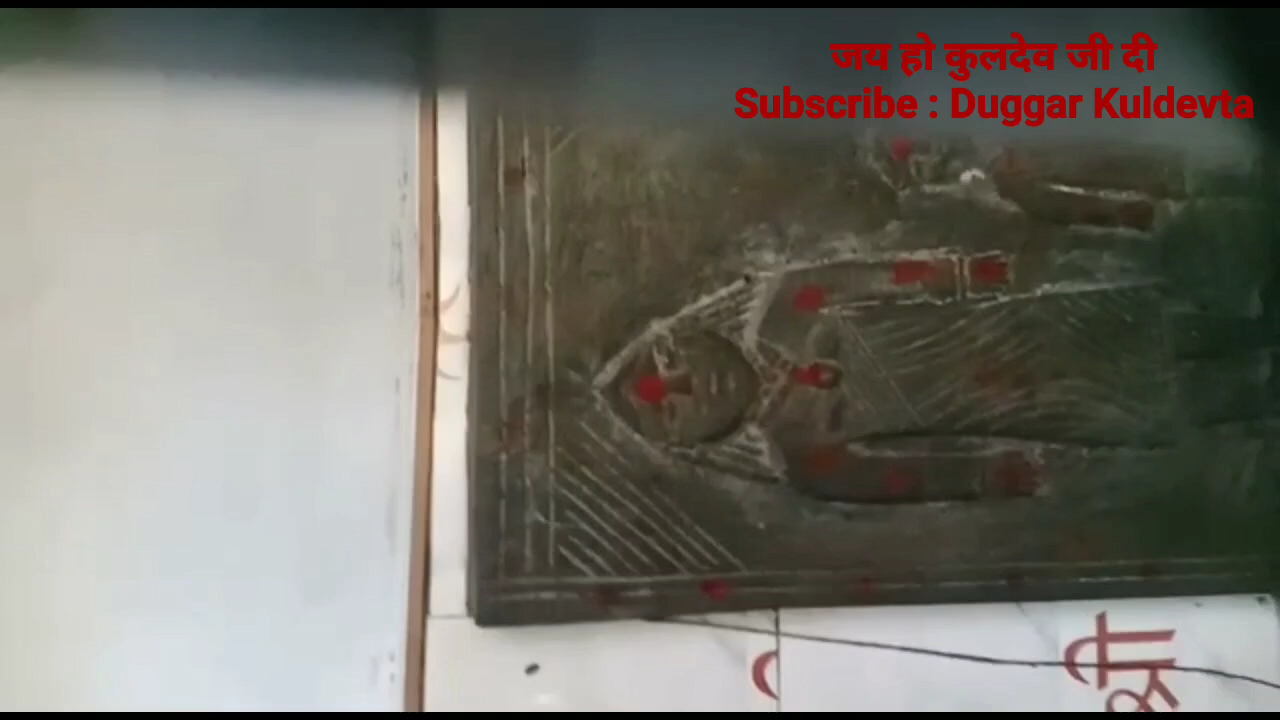 जय हो कुलदेव जी दी
Subscribe : Duggar Kuldevta
श्री